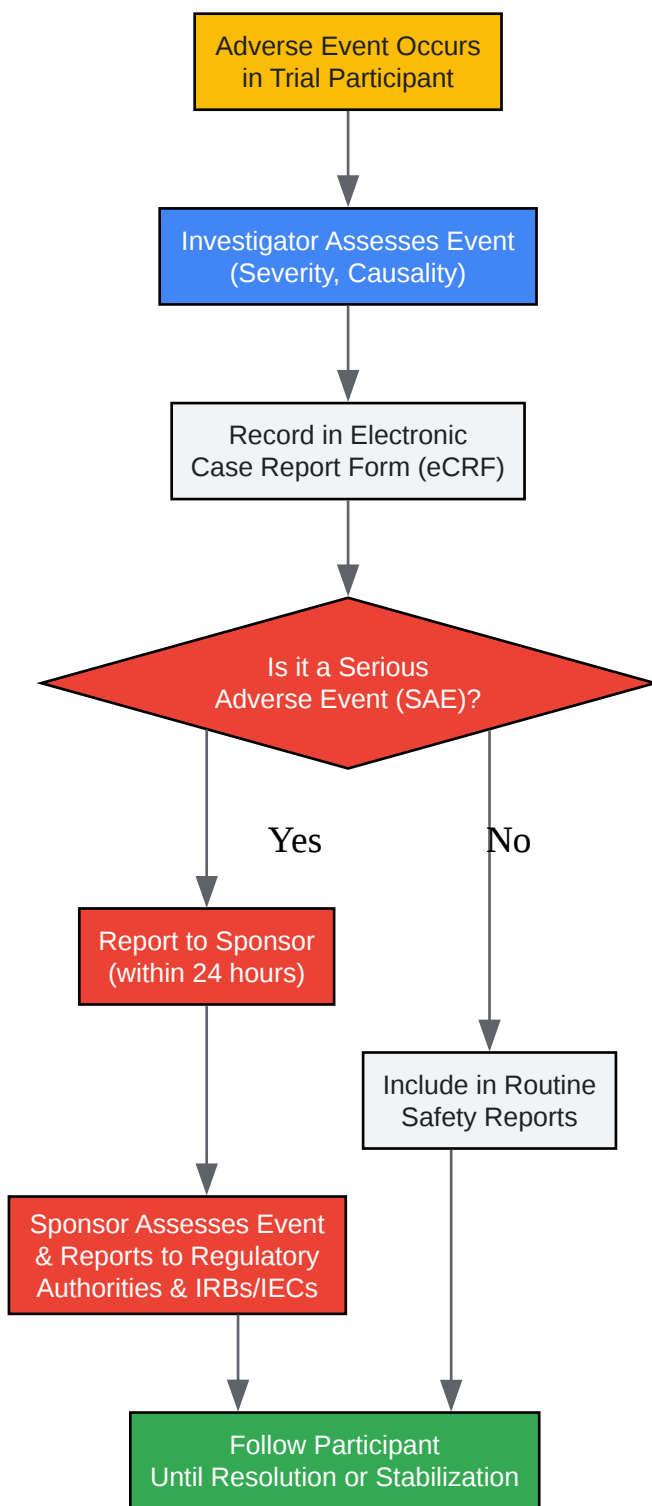 Adverse Event Occurs
in Trial Participant
Investigator Assesses Event
(Severity, Causality)
Record in Electronic
Case Report Form (eCRF)
Is it a Serious
Adverse Event (SAE)?
Yes
No
Report to Sponsor
(within 24 hours)
Include in Routine
Safety Reports
Sponsor Assesses Event
& Reports to Regulatory
Authorities & IRBs/IECs
Follow Participant
Until Resolution or Stabilization